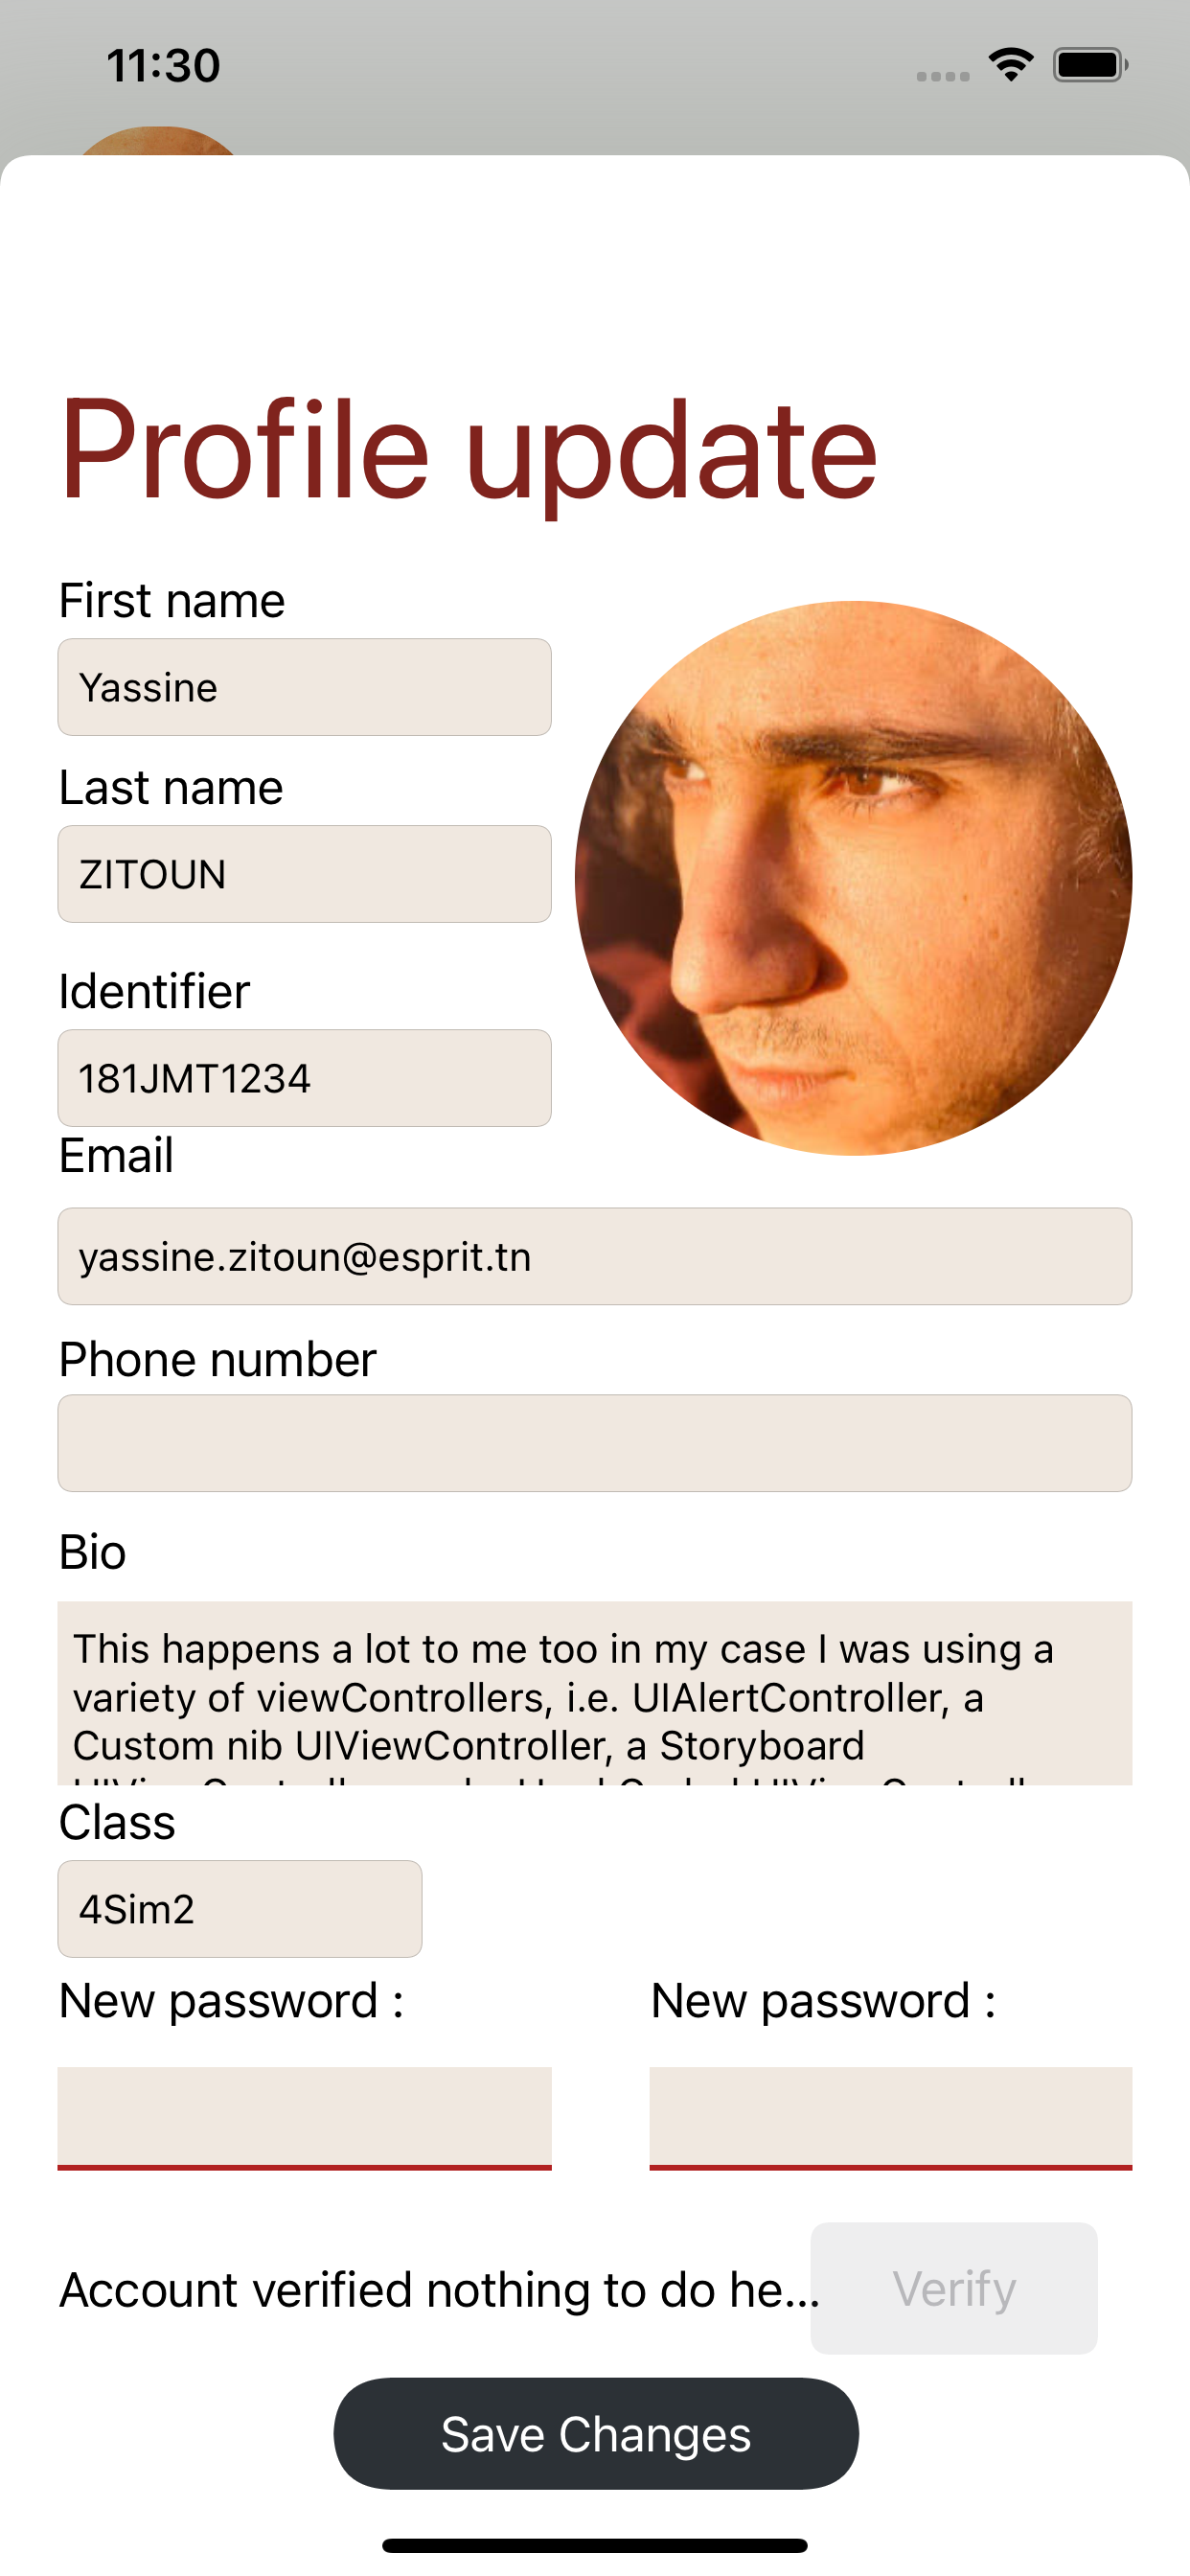 11:30
Profile update
First name
Yassine
Last name
ZITOUN
Identifier
181JMT1234
Email
yassine.zitoun@esprit.tn
Phone number
Bio
This happens a lot to me too in my case I was using a
variety of viewControllers, i.e. UIAlertController, a
Custom nib UIViewController, a Storyboard
Class
4Sim2
New password :
New password :
Account verified nothing to do he...
Verify
Save Changes